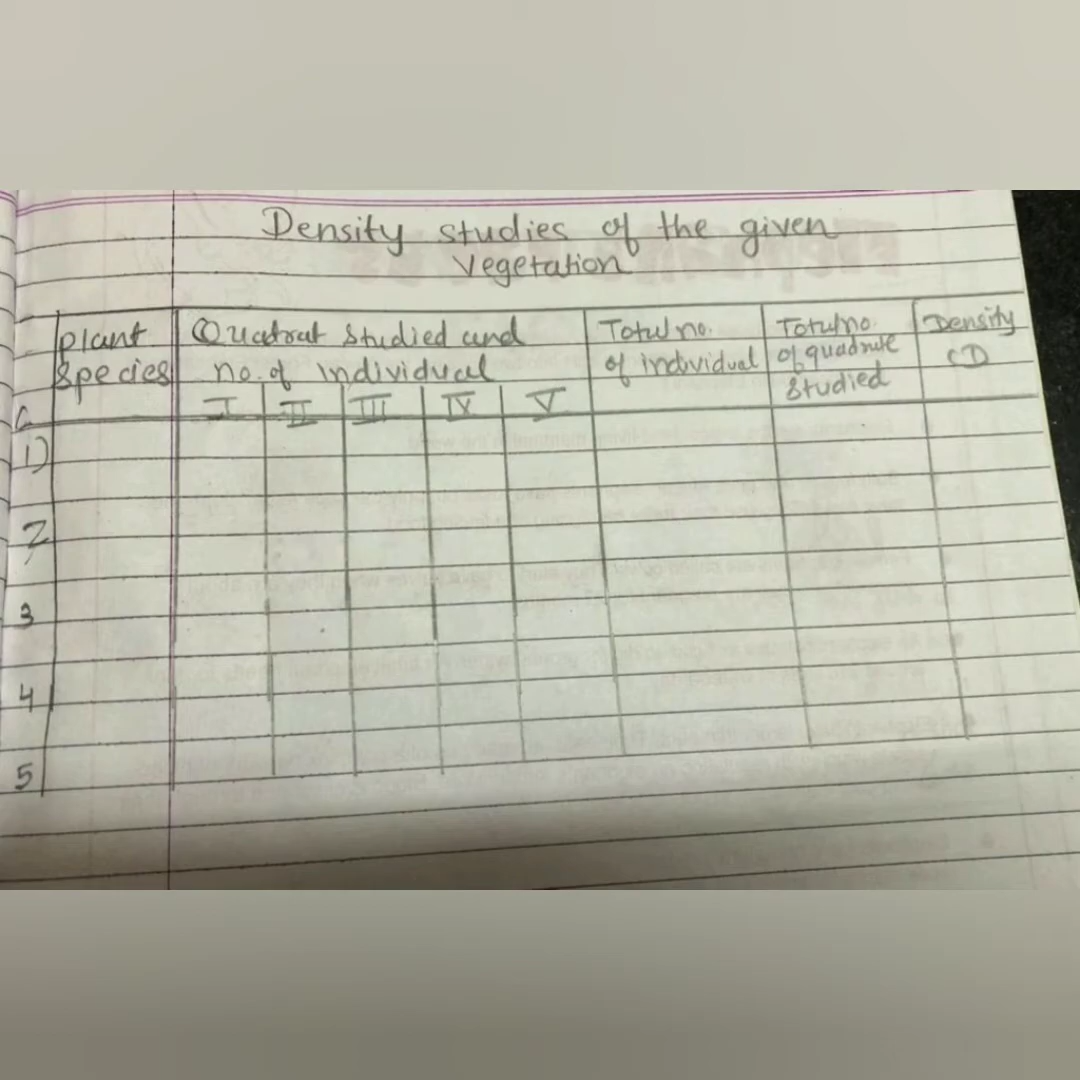 Density studies of the given
Vegetation
plant
species
Quadrat studied and
no. of individual
I II III IV V
Total no.
of individual
Total no.
of quadrate
studied
Density
(D
1)
2
3
4
5